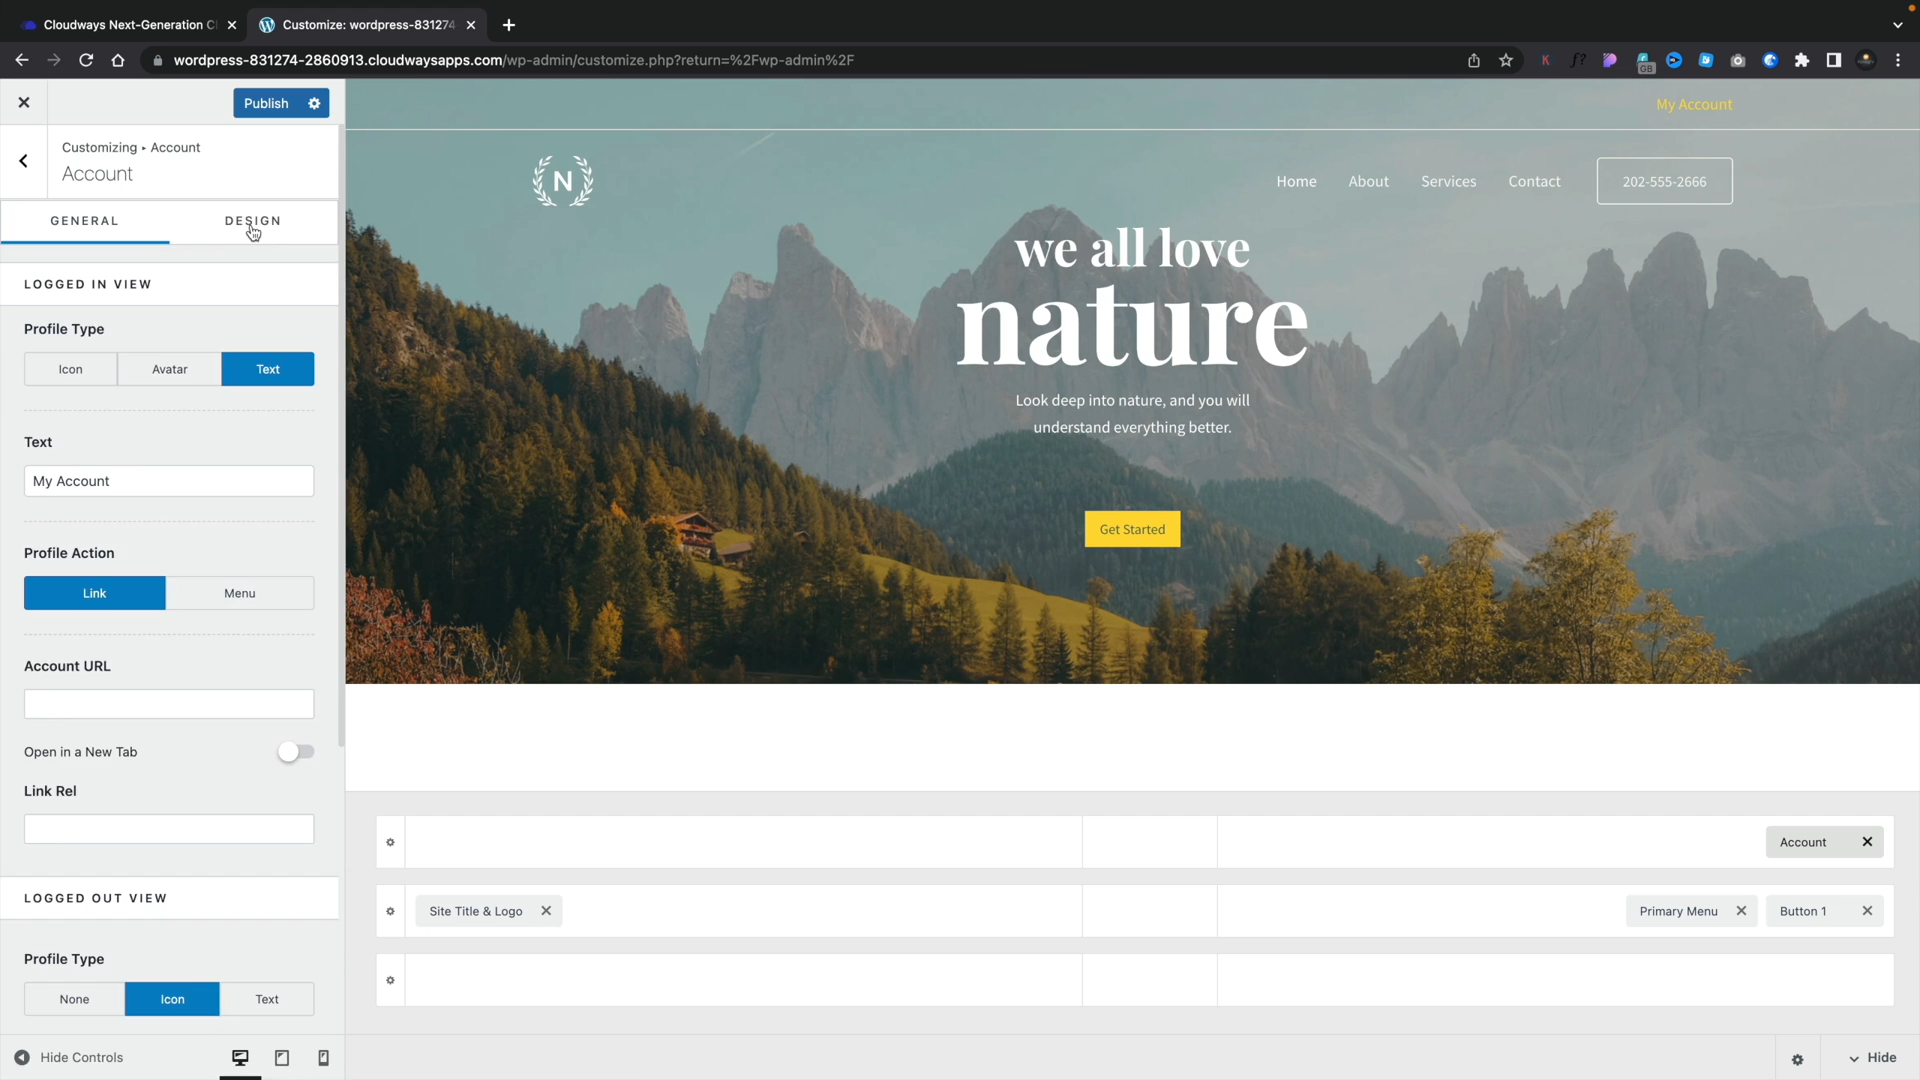 Cloudways Next-Generation C
Customize: wordpress-831274
wordpress-831274-2860913.cloudwaysapps.com/wp-admin/customize.php?return=%2Fwp-admin%2F
K
f?
GB
Publish
Customizing ▸ Account
Account
GENERAL
DESIGN
LOGGED IN VIEW
Profile Type
Icon
Avatar
Text
Text
My Account
Profile Action
Link
Menu
Account URL
Open in a New Tab
Link Rel
LOGGED OUT VIEW
Profile Type
None
Icon
Text
Hide Controls
My Account
N
Home
About
Services
Contact
202-555-2666
we all love
nature
Look deep into nature, and you will
understand everything better.
Get Started
Account
Site Title & Logo
Primary Menu
Button 1
Hide